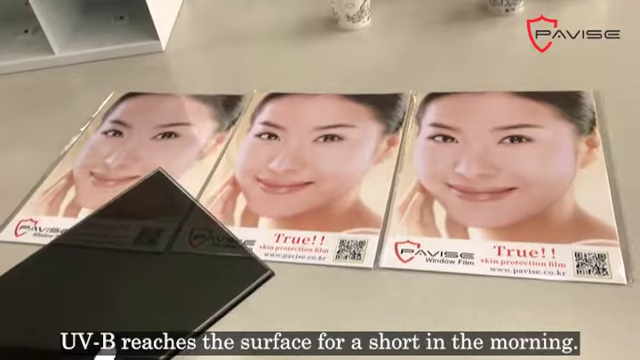 PAVISE
PAVISE
PAVISE
Window Film
True!!
skin protection film
www.pavise.co.kr
PAVISE
Window Film
True!!
skin protection film
www.pavise.co.kr
UV-B reaches the surface for a short in the morning.